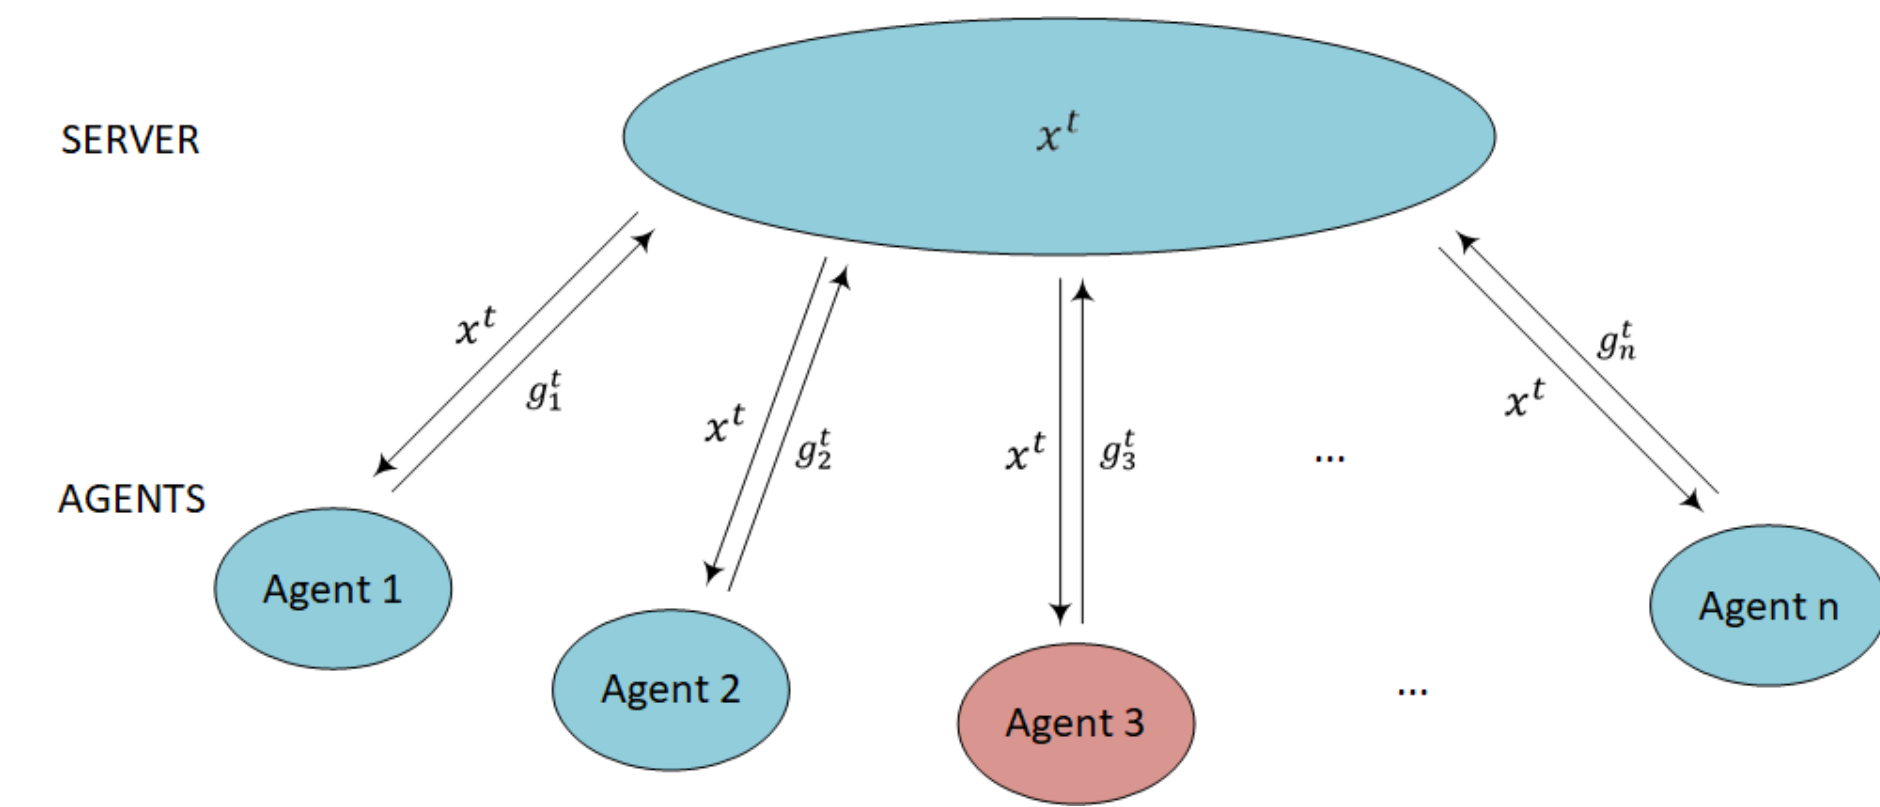 SERVER
x^t
x^t
g_1^t
x^t
g_2^t
x^t
g_3^t
...
x^t
g_n^t
AGENTS
Agent 1
Agent 2
Agent 3
...
Agent n